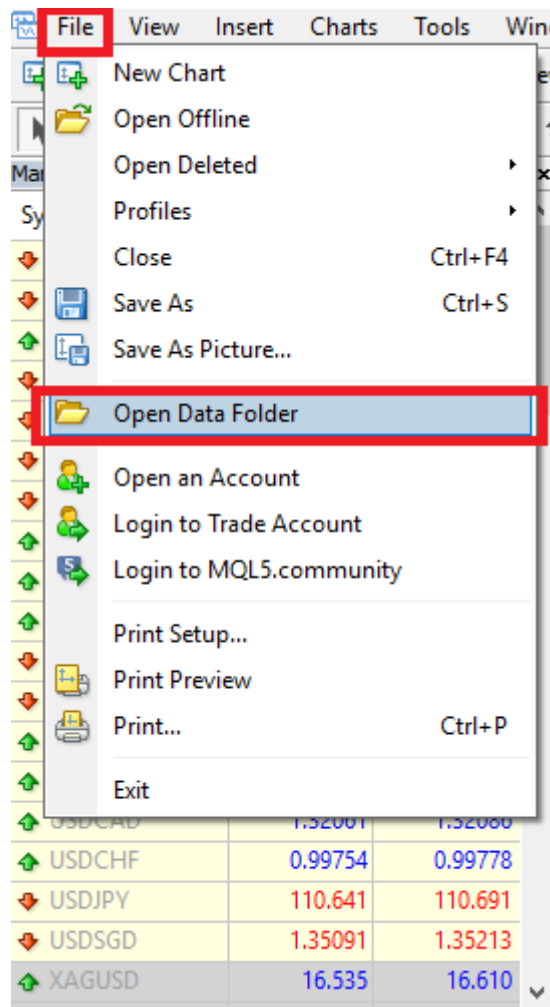 File View Insert Charts Tools
New Chart
Open Offline
Open Deleted
Profiles
Close Ctrl+F4
Save As Ctrl+S
Save As Picture...
Open Data Folder
Open an Account
Login to Trade Account
Login to MQL5.community
Print Setup...
Print Preview
Print... Ctrl+P
Exit
USDCAD 1.32061 1.32086
USDCHF 0.99754 0.99778
USDJPY 110.641 110.691
USDSGD 1.35091 1.35213
XAGUSD 16.535 16.610